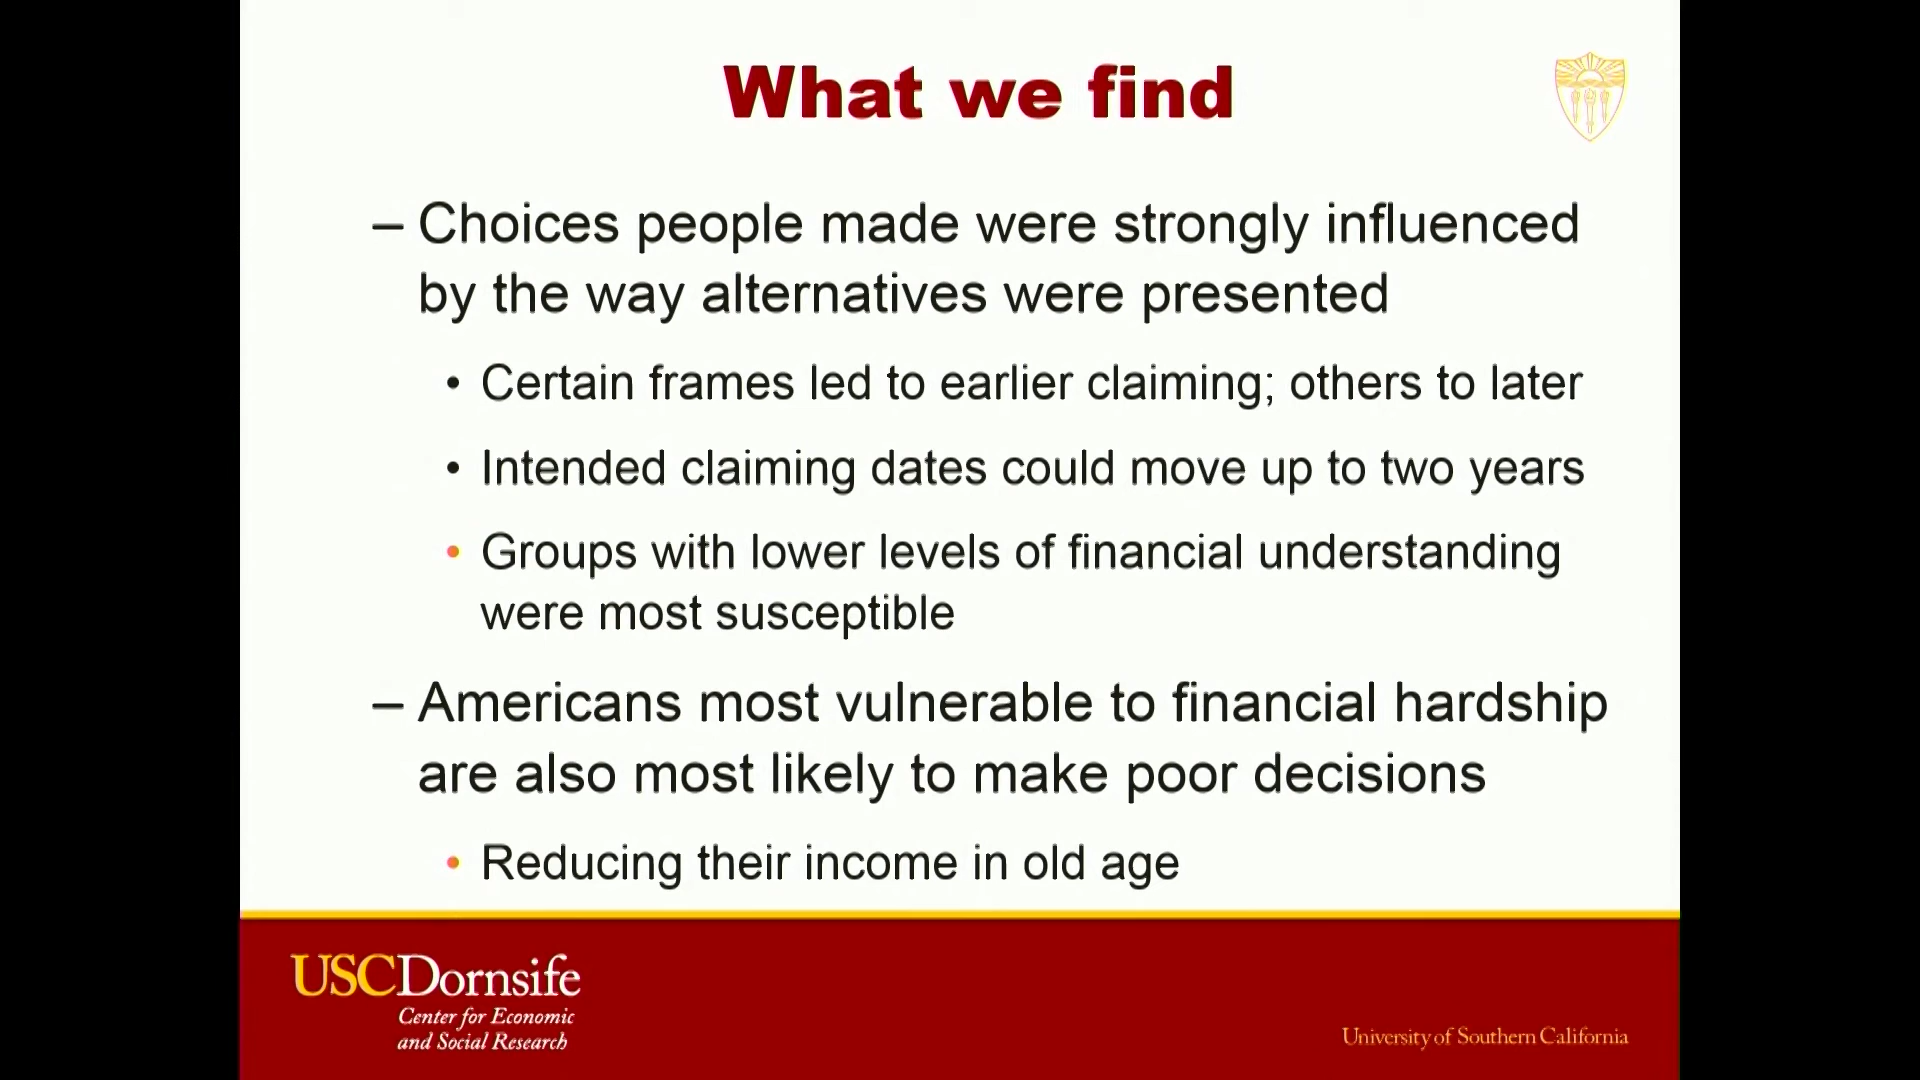 What we find
– Choices people made were strongly influenced
by the way alternatives were presented
• Certain frames led to earlier claiming; others to later
• Intended claiming dates could move up to two years
• Groups with lower levels of financial understanding
were most susceptible
– Americans most vulnerable to financial hardship
are also most likely to make poor decisions
• Reducing their income in old age
USCDornsife
Center for Economic
and Social Research
University of Southern California